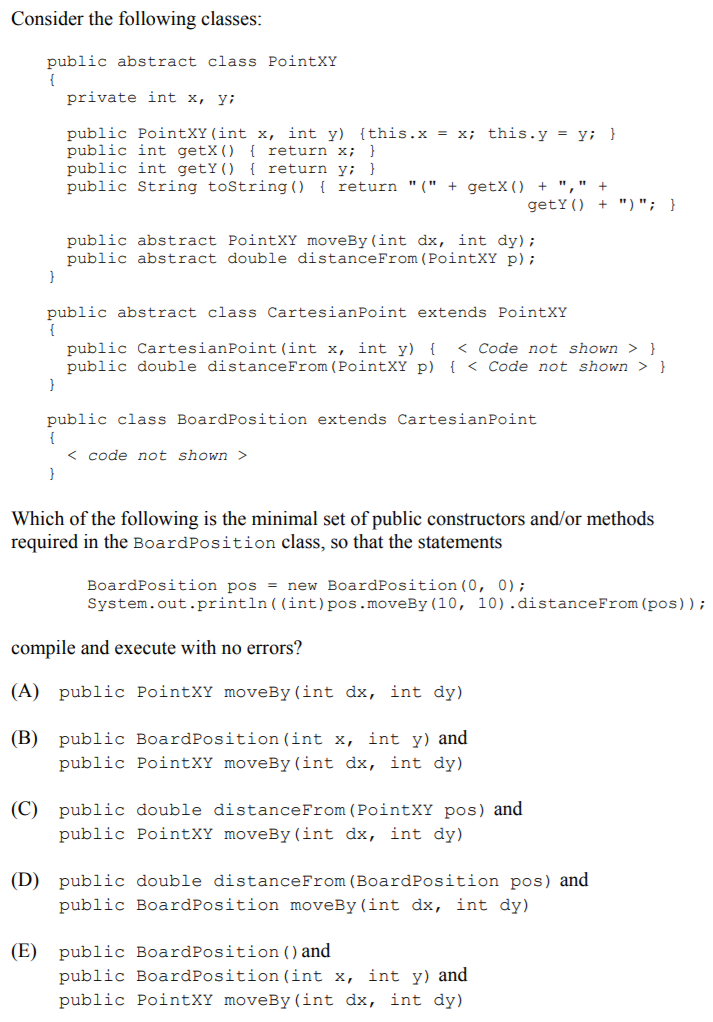 Consider the following classes:
public abstract class PointXY
{
private int x, y;
public PointXY(int x, int y) {this.x = x; this.y = y; }
public int getX() { return x; }
public int getY() { return y; }
public String toString() { return "(" + getX() + "," +
getY() + ")"; }
public abstract PointXY moveBy(int dx, int dy);
public abstract double distanceFrom(PointXY p);
}
public abstract class CartesianPoint extends PointXY
{
public CartesianPoint(int x, int y) { < Code not shown > }
public double distanceFrom(PointXY p) { < Code not shown > }
}
public class BoardPosition extends CartesianPoint
{
< code not shown >
}
Which of the following is the minimal set of public constructors and/or methods
required in the BoardPosition class, so that the statements
BoardPosition pos = new BoardPosition(0, 0);
System.out.println((int)pos.moveBy(10, 10).distanceFrom(pos));
compile and execute with no errors?
(A) public PointXY moveBy(int dx, int dy)
(B) public BoardPosition(int x, int y) and
public PointXY moveBy(int dx, int dy)
(C) public double distanceFrom(PointXY pos) and
public PointXY moveBy(int dx, int dy)
(D) public double distanceFrom(BoardPosition pos) and
public BoardPosition moveBy(int dx, int dy)
(E) public BoardPosition() and
public BoardPosition(int x, int y) and
public PointXY moveBy(int dx, int dy)